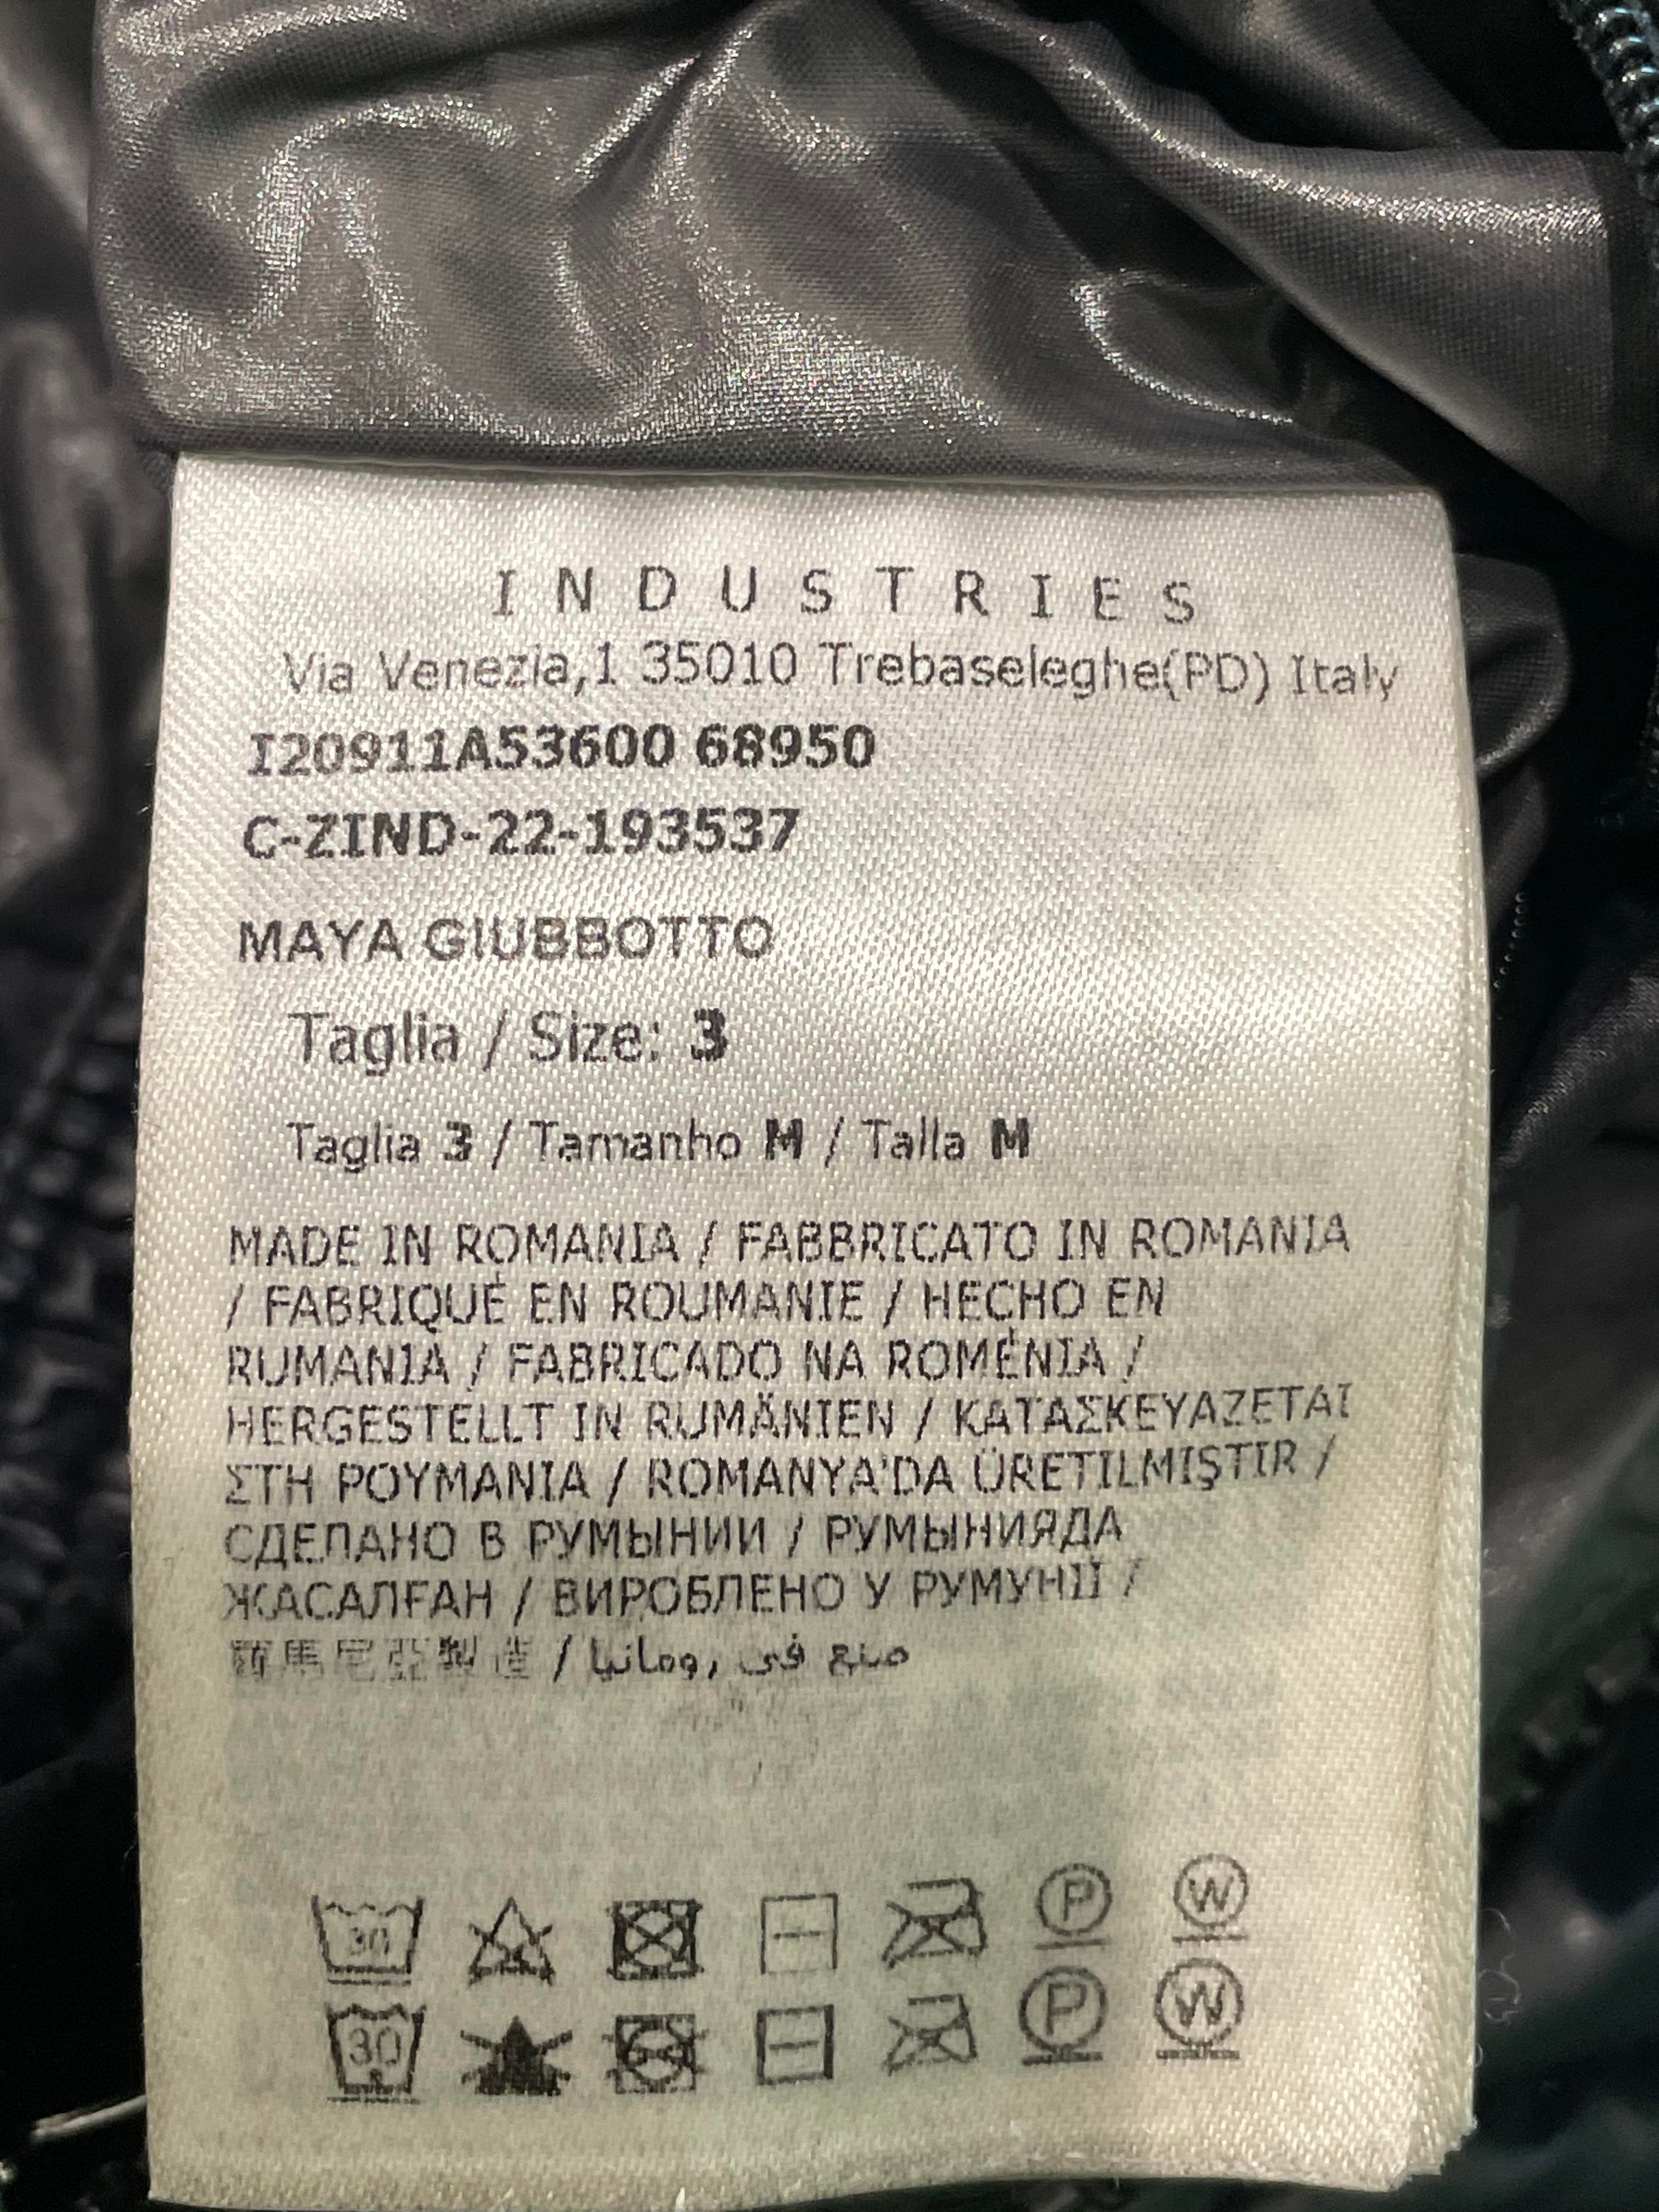 INDUSTRIES
Via Venezia,1 35010 Trebaseleghe(PD) Italy
I20911A53600 68950
C-ZIND-22-193537
MAYA GIUBBOTTO
Taglia / Size: 3
Taglia 3 / Tamanho M / Talla M
MADE IN ROMANIA / FABBRICATO IN ROMANIA
/ FABRIQUÉ EN ROUMANIE / HECHO EN
RUMANIA / FABRICADO NA ROMÉNIA /
HERGESTELLT IN RUMÄNIEN / ΚΑΤΑΣΚΕΥΑΖΕΤΑΙ
ΣΤΗ ΡΟΥΜΑΝΙΑ / ROMANYA'DA ÜRETILMIŞTIR /
СДЕЛАНО В РУМЫНИИ / РУМЫНИЯДА
ЖАСАЛҒАН / ВИРОБЛЕНО У РУМУНІЇ /
羅馬尼亞製造 / صنع في رومانيا
30 P W
30 P W